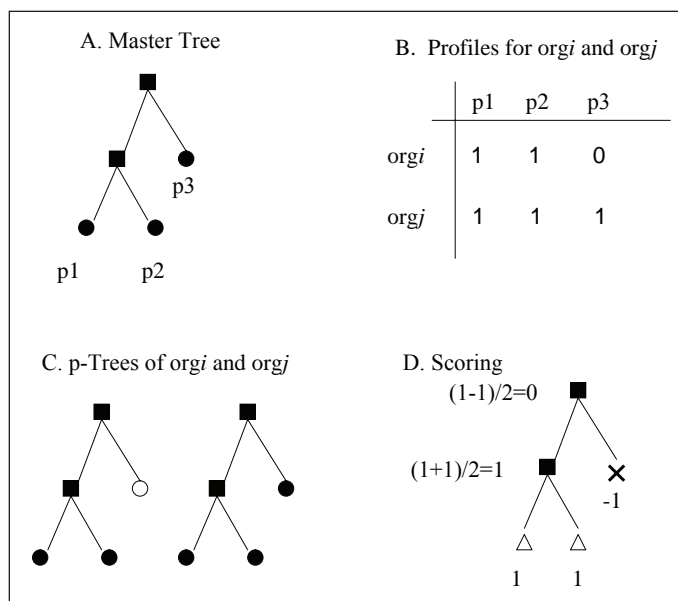 A. Master Tree
p3
p1 p2
B. Profiles for orgi and orgj
p1 p2 p3
orgi 1 1 0
orgj 1 1 1
C. p-Trees of orgi and orgj
D. Scoring
(1-1)/2=0
(1+1)/2=1
-1
1 1